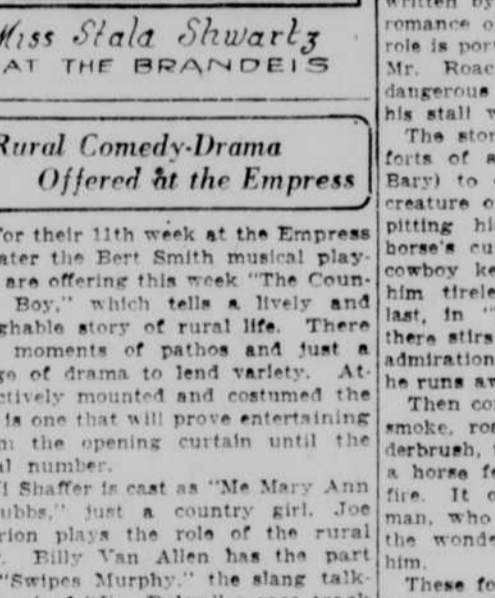 Miss Stala Shwartz
AT THE BRANDEIS
Rural Comedy-Drama
Offered at the Empress
For their 11th week at the Empress
ater the Bert Smith musical play-
are offering this week "The Coun-
Boy," which tells a lively and
ghable story of rural life. There
moments of pathos and just a
ge of drama to lend variety. At-
ctively mounted and costumed the
is one that will prove entertaining
m the opening curtain until the
al number.
i Shaffer is cast as "Me Mary Ann
ubbs," just a country girl. Joe
rion plays the role of the rural
Billy Van Allen has the part
"Swipes Murphy," the slang talk-
written by
romance o
role is por
Mr. Roac
dangerous
his stall w
The stor
forts of a
Bary) to
creature o
pitting hi
horse's cu
cowboy ke
him tirele
last, in "
there stirs
admiration
he runs aw
Then co
smoke, ro
derbrush,
a horse fe
fire. It c
man, who
the wonde
him.
These fo